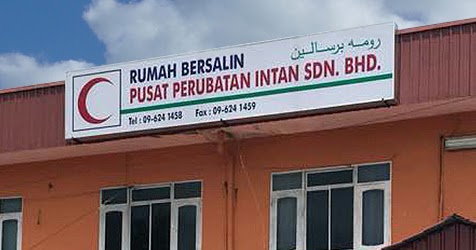 رومه برسالين
RUMAH BERSALIN
PUSAT PERUBATAN INTAN SDN. BHD.
Tel : 09-624 1458 Fax : 09-624 1459